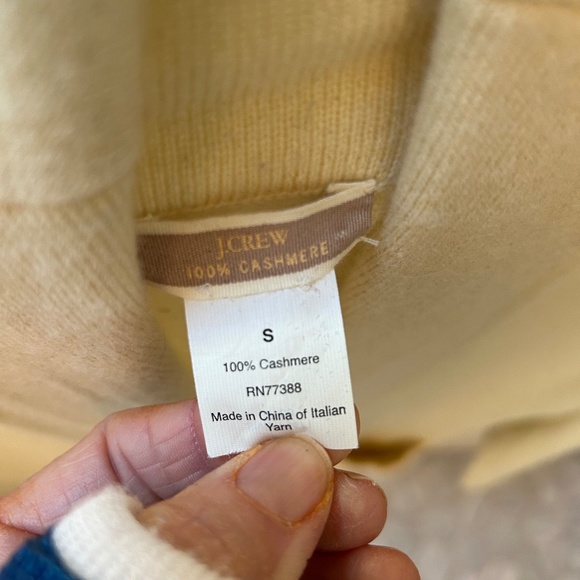 J.CREW
100% CASHMERE
S
100% Cashmere
RN77388
Made in China of Italian
Yarn